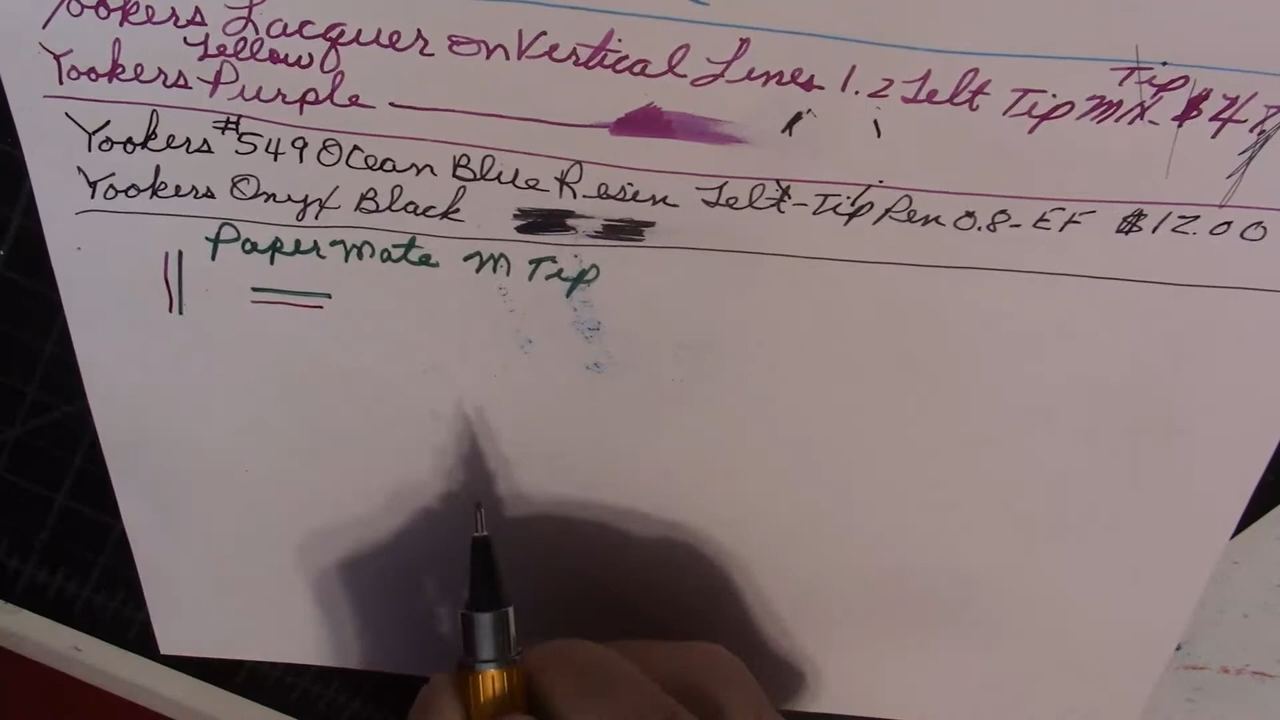 Yookers Lacquer on Vertical Lines 1.2 Felt Tip M
Yellow
Tip
Yookers Purple
Yookers #549 Ocean Blue Resin Felt-Tip Pen 0.8-EF $12.00
Yookers Onyx Black
Paper Mate M Tip